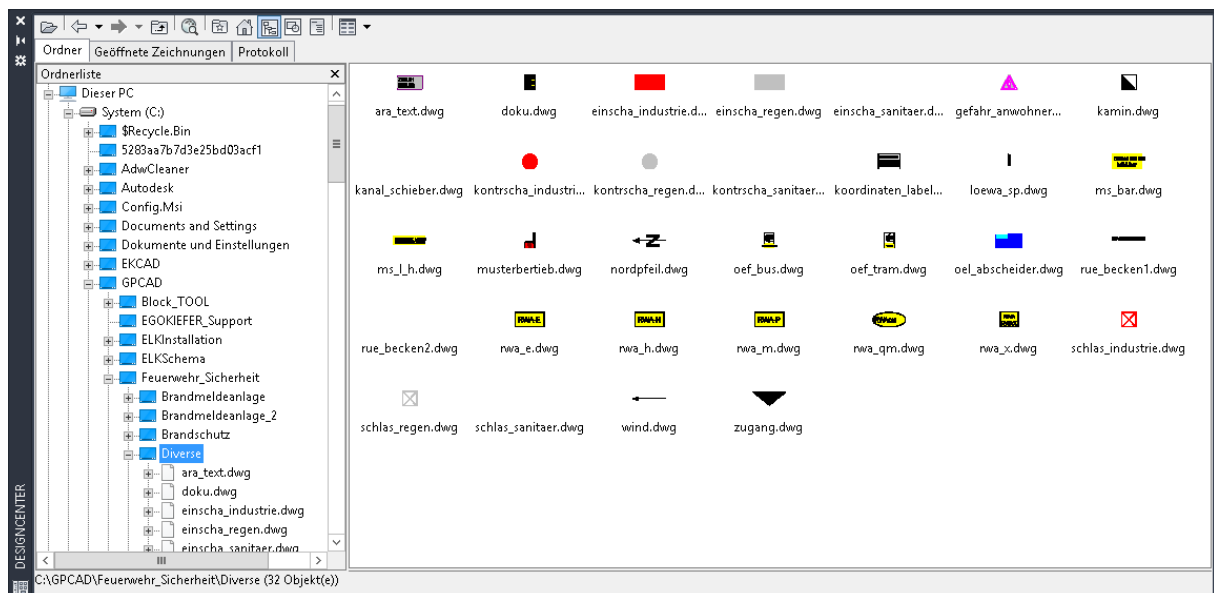 Ordner Geöffnete Zeichnungen Protokoll
Ordnerliste
Dieser PC
System (C:)
$Recycle.Bin
5283aa7b7d3e25bd03acf1
AdwCleaner
Autodesk
Config.Msi
Documents and Settings
Dokumente und Einstellungen
EKCAD
GPCAD
Block_TOOL
EGOKIEFER_Support
ELKInstallation
ELKSchema
Feuerwehr_Sicherheit
Brandmeldeanlage
Brandmeldeanlage_2
Brandschutz
Diverse
ara_text.dwg
doku.dwg
einscha_industrie.dwg
einscha_regen.dwg
einscha_sanitaer.dwg
ara_text.dwg doku.dwg einscha_industrie.d... einscha_regen.dwg einscha_sanitaer.d... gefahr_anwohner... kamin.dwg
kanal_schieber.dwg kontrscha_industri... kontrscha_regen.d... kontrscha_sanitaer... koordinaten_label... loewa_sp.dwg ms_bar.dwg
Z
ms_l_h.dwg musterbertieb.dwg nordpfeil.dwg oef_bus.dwg oef_tram.dwg oel_abscheider.dwg rue_becken1.dwg
RWA-E RWA-H RWA-P
rue_becken2.dwg rwa_e.dwg rwa_h.dwg rwa_m.dwg rwa_qm.dwg rwa_x.dwg schlas_industrie.dwg
schlas_regen.dwg schlas_sanitaer.dwg wind.dwg zugang.dwg
DESIGNCENTER
C:\GPCAD\Feuerwehr_Sicherheit\Diverse (32 Objekt(e))